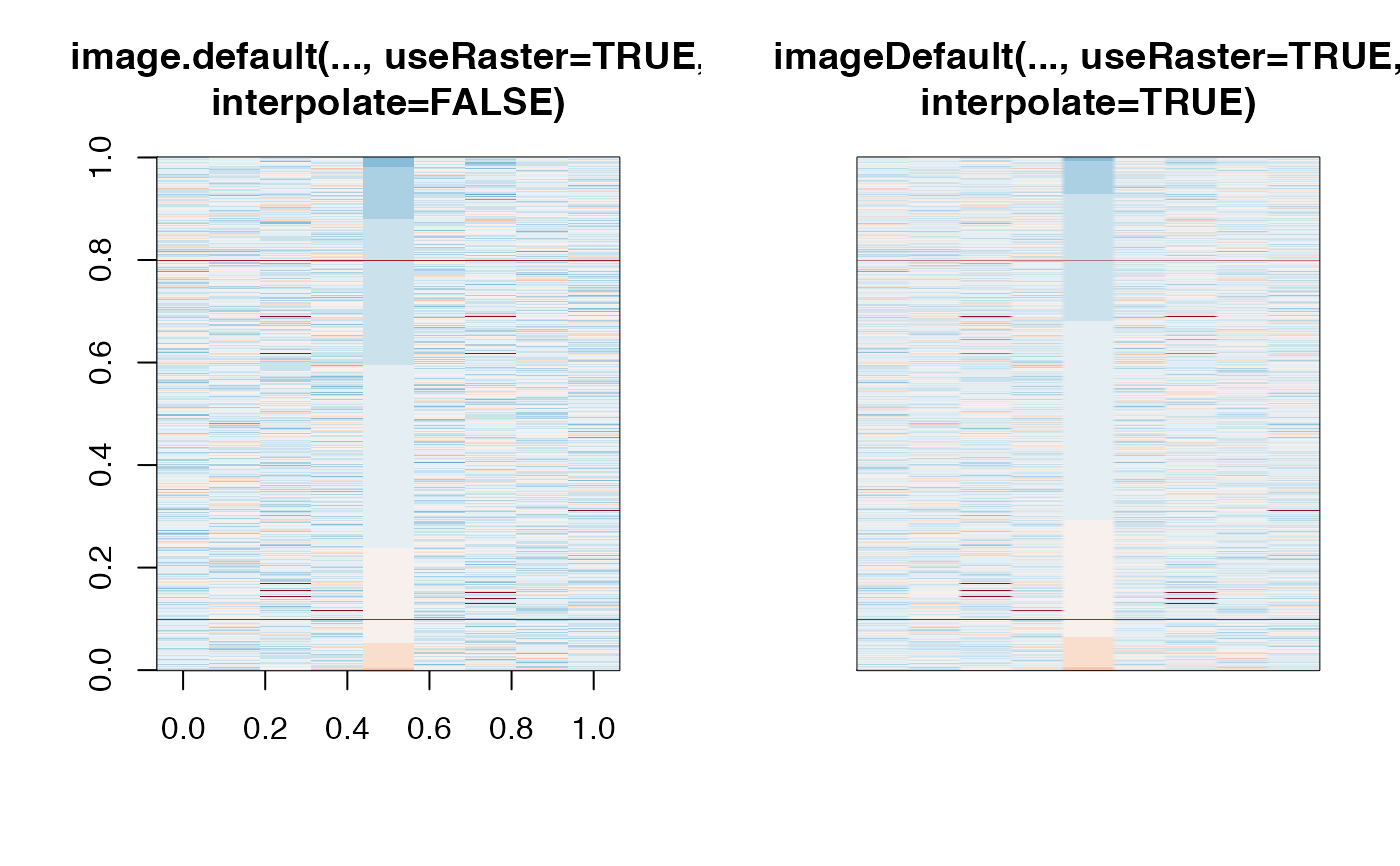 image.default(..., useRaster=TRUE,
interpolate=FALSE)
imageDefault(..., useRaster=TRUE,
interpolate=TRUE)
1.0
0.8
0.6
0.4
0.2
0.0
0.0 0.2 0.4 0.6 0.8 1.0